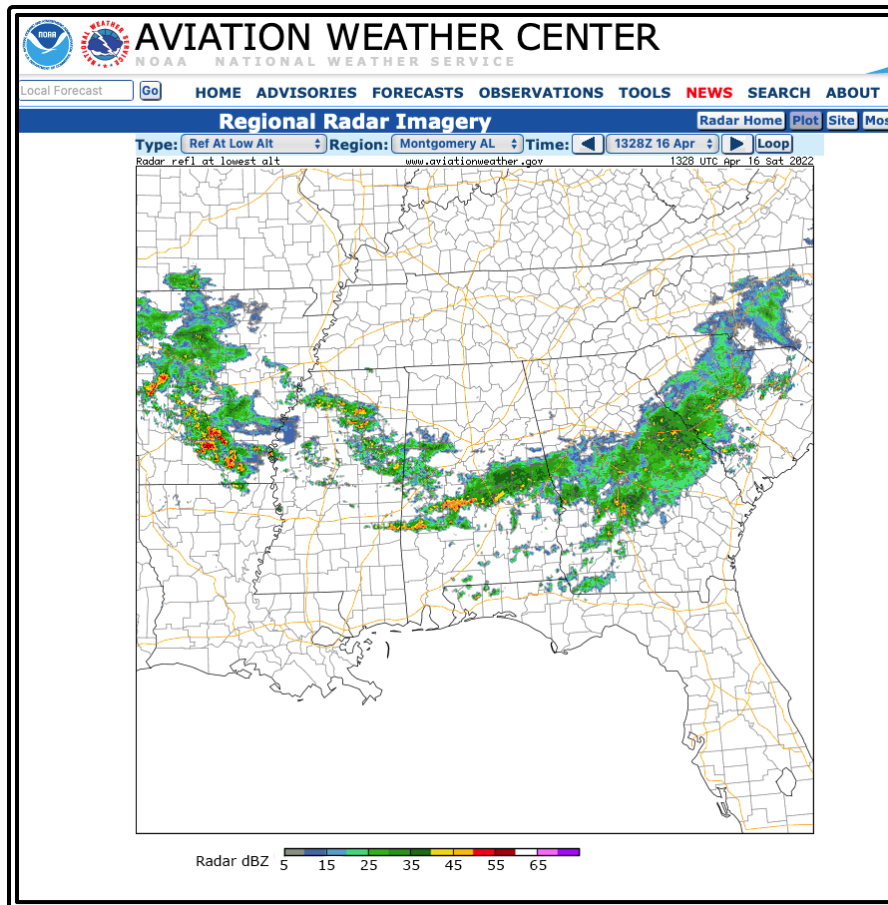 NOAA
AVIATION WEATHER CENTER
NOAA NATIONAL WEATHER SERVICE
Local Forecast Go HOME ADVISORIES FORECASTS OBSERVATIONS TOOLS NEWS SEARCH ABOUT
Regional Radar Imagery Radar Home Plot Site Mos
Type: Ref At Low Alt Region: Montgomery AL Time: 1328Z 16 Apr Loop
Radar refl at lowest alt www.aviationweather.gov 1328 UTC Apr 16 Sat 2022
Radar dBZ 5 15 25 35 45 55 65